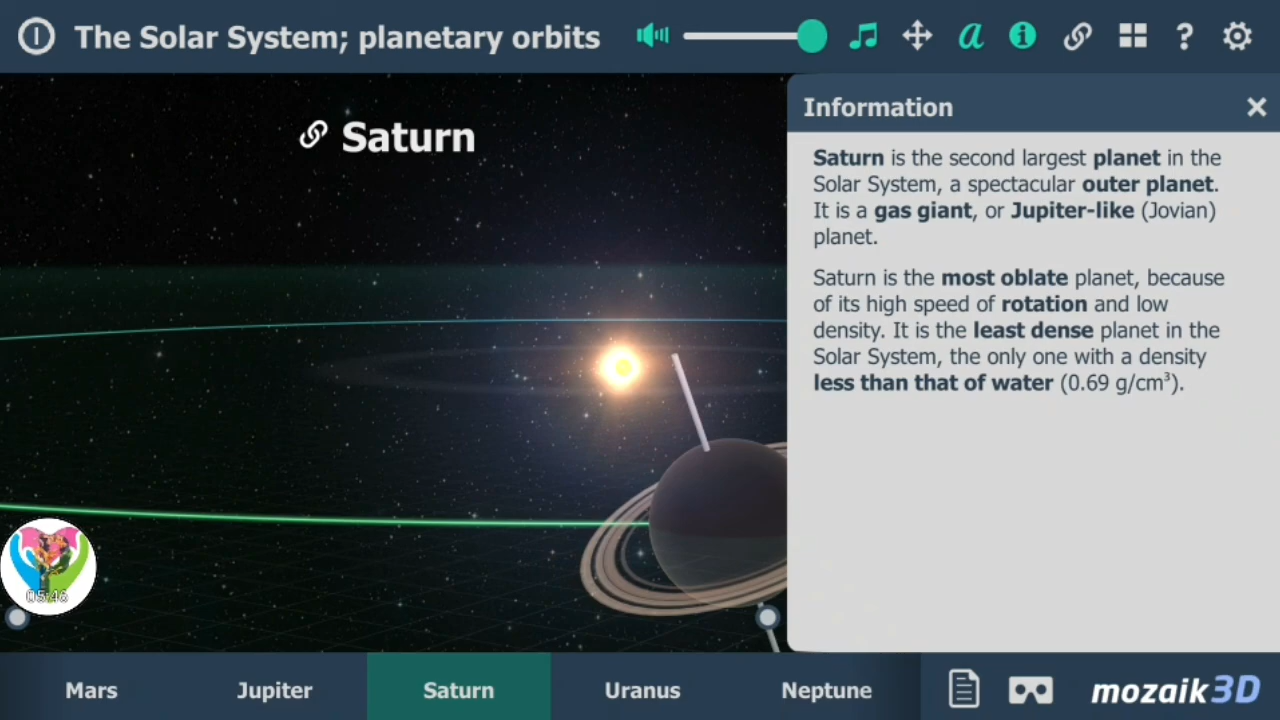 The Solar System; planetary orbits
Saturn
Information
Saturn is the second largest planet in the
Solar System, a spectacular outer planet.
It is a gas giant, or Jupiter-like (Jovian)
planet.
Saturn is the most oblate planet, because
of its high speed of rotation and low
density. It is the least dense planet in the
Solar System, the only one with a density
less than that of water (0.69 g/cm³).
05:46
Mars
Jupiter
Saturn
Uranus
Neptune
mozaik3D